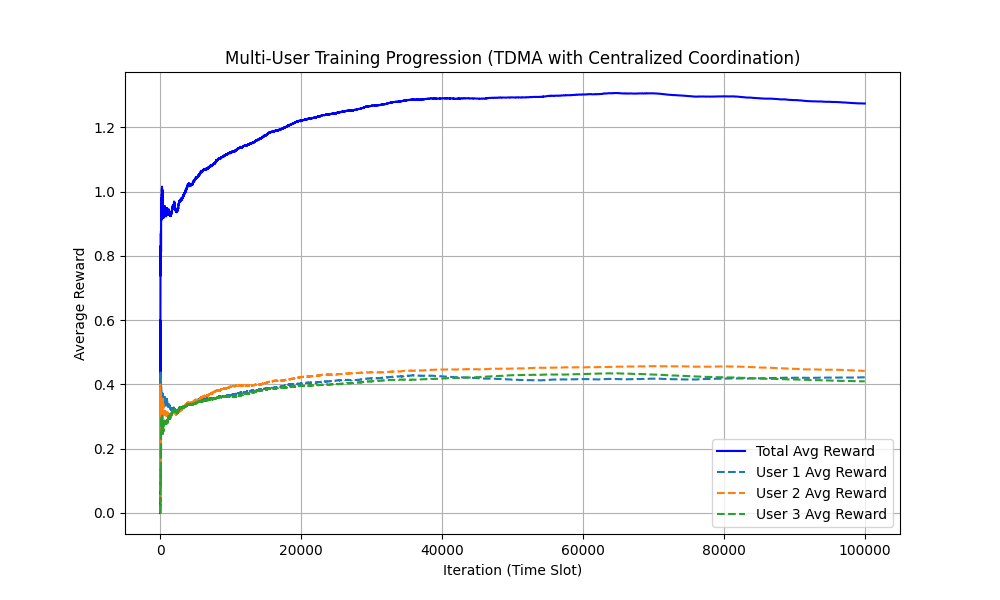 Multi-User Training Progression (TDMA with Centralized Coordination)
Average Reward
1.2
1.0
0.8
0.6
0.4
0.2
0.0
Total Avg Reward
User 1 Avg Reward
User 2 Avg Reward
User 3 Avg Reward
0 20000 40000 60000 80000 100000
Iteration (Time Slot)